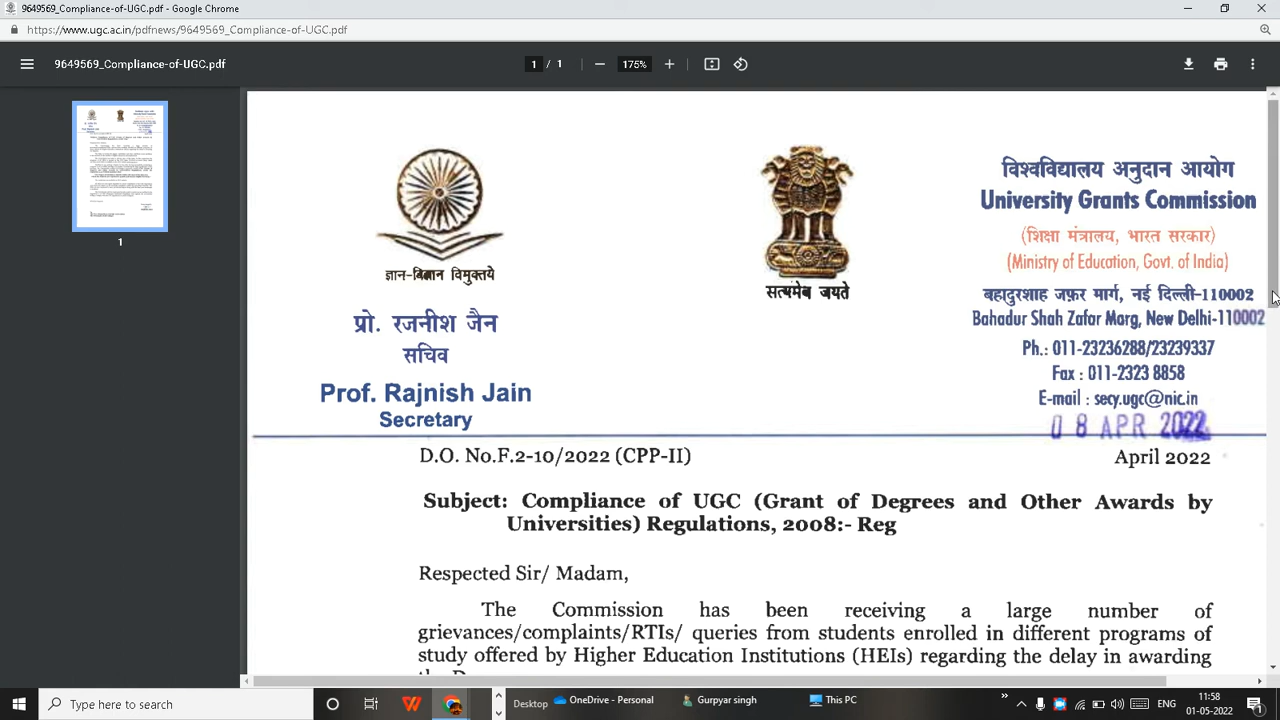 9649569_Compliance-of-UGC.pdf - Google Chrome
https://www.ugc.ac.in/pdfnews/9649569_Compliance-of-UGC.pdf
9649569_Compliance-of-UGC.pdf
1 / 1
175%
1
ज्ञान-विज्ञान विमुक्तये
सत्यमेव जयते
विश्वविद्यालय अनुदान आयोग
University Grants Commission
(शिक्षा मंत्रालय, भारत सरकार)
(Ministry of Education, Govt. of India)
बहादुरशाह ज़फ़र मार्ग, नई दिल्ली-110002
Bahadur Shah Zafar Marg, New Delhi-110002
Ph.: 011-23236288/23239337
Fax : 011-2323 8858
E-mail : secy.ugc@nic.in
प्रो. रजनीश जैन
सचिव
Prof. Rajnish Jain
Secretary
08 APR 2022
D.O. No.F.2-10/2022 (CPP-II)
April 2022
Subject: Compliance of UGC (Grant of Degrees and Other Awards by
Universities) Regulations, 2008:- Reg
Respected Sir/ Madam,
The Commission has been receiving a large number of
grievances/complaints/RTIs/ queries from students enrolled in different programs of
study offered by Higher Education Institutions (HEIs) regarding the delay in awarding
Type here to search
Desktop
OneDrive - Personal
Gurpyar singh
This PC
ENG
11:58
01-05-2022